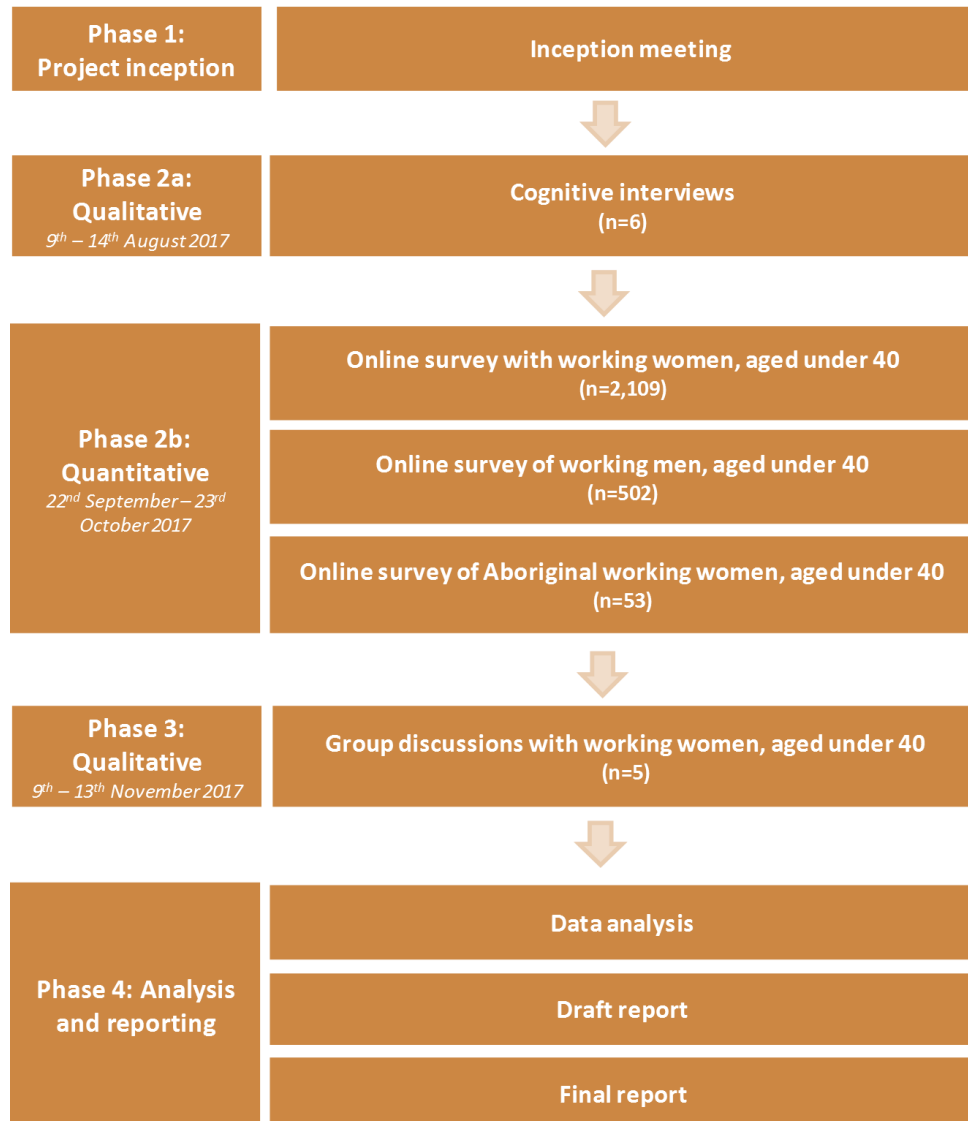 Phase 1:
Project inception
Inception meeting
Phase 2a:
Qualitative
9th – 14th August 2017
Cognitive interviews
(n=6)
Phase 2b:
Quantitative
22nd September – 23rd
October 2017
Online survey with working women, aged under 40
(n=2,109)
Online survey of working men, aged under 40
(n=502)
Online survey of Aboriginal working women, aged under 40
(n=53)
Phase 3:
Qualitative
9th – 13th November 2017
Group discussions with working women, aged under 40
(n=5)
Phase 4: Analysis
and reporting
Data analysis
Draft report
Final report